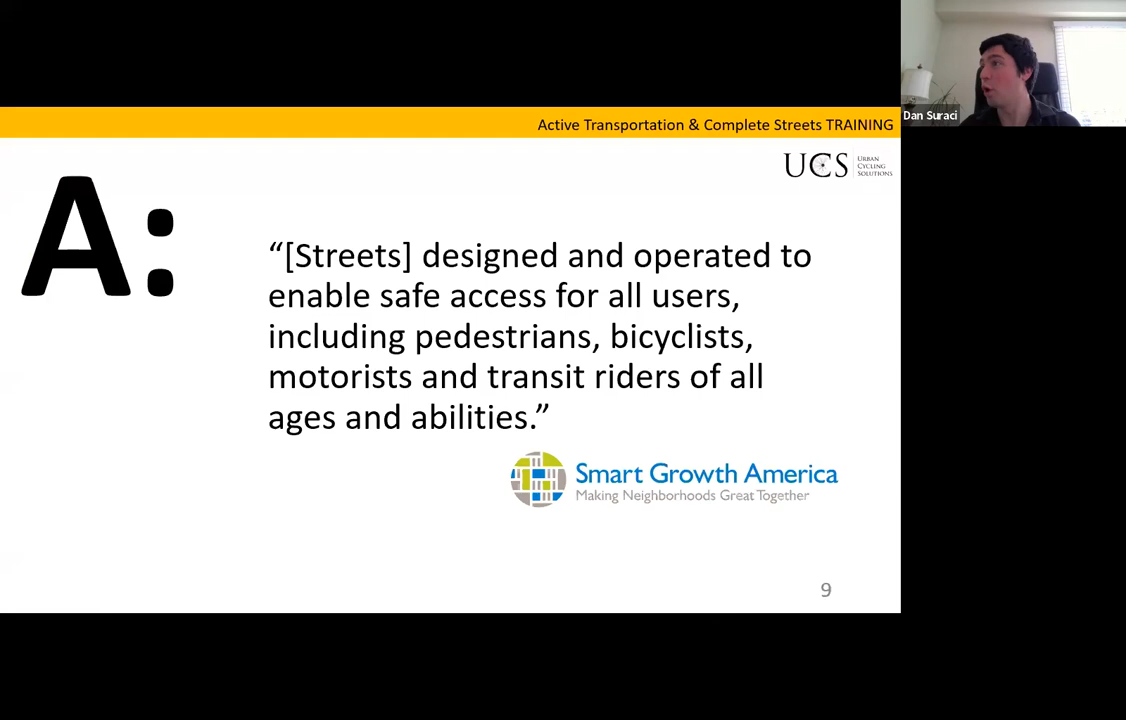 Active Transportation & Complete Streets TRAINING
UCS
URBAN
CYCLING
SOLUTIONS
Dan Suraci
A:
“[Streets] designed and operated to
enable safe access for all users,
including pedestrians, bicyclists,
motorists and transit riders of all
ages and abilities.”
Smart Growth America
Making Neighborhoods Great Together
9